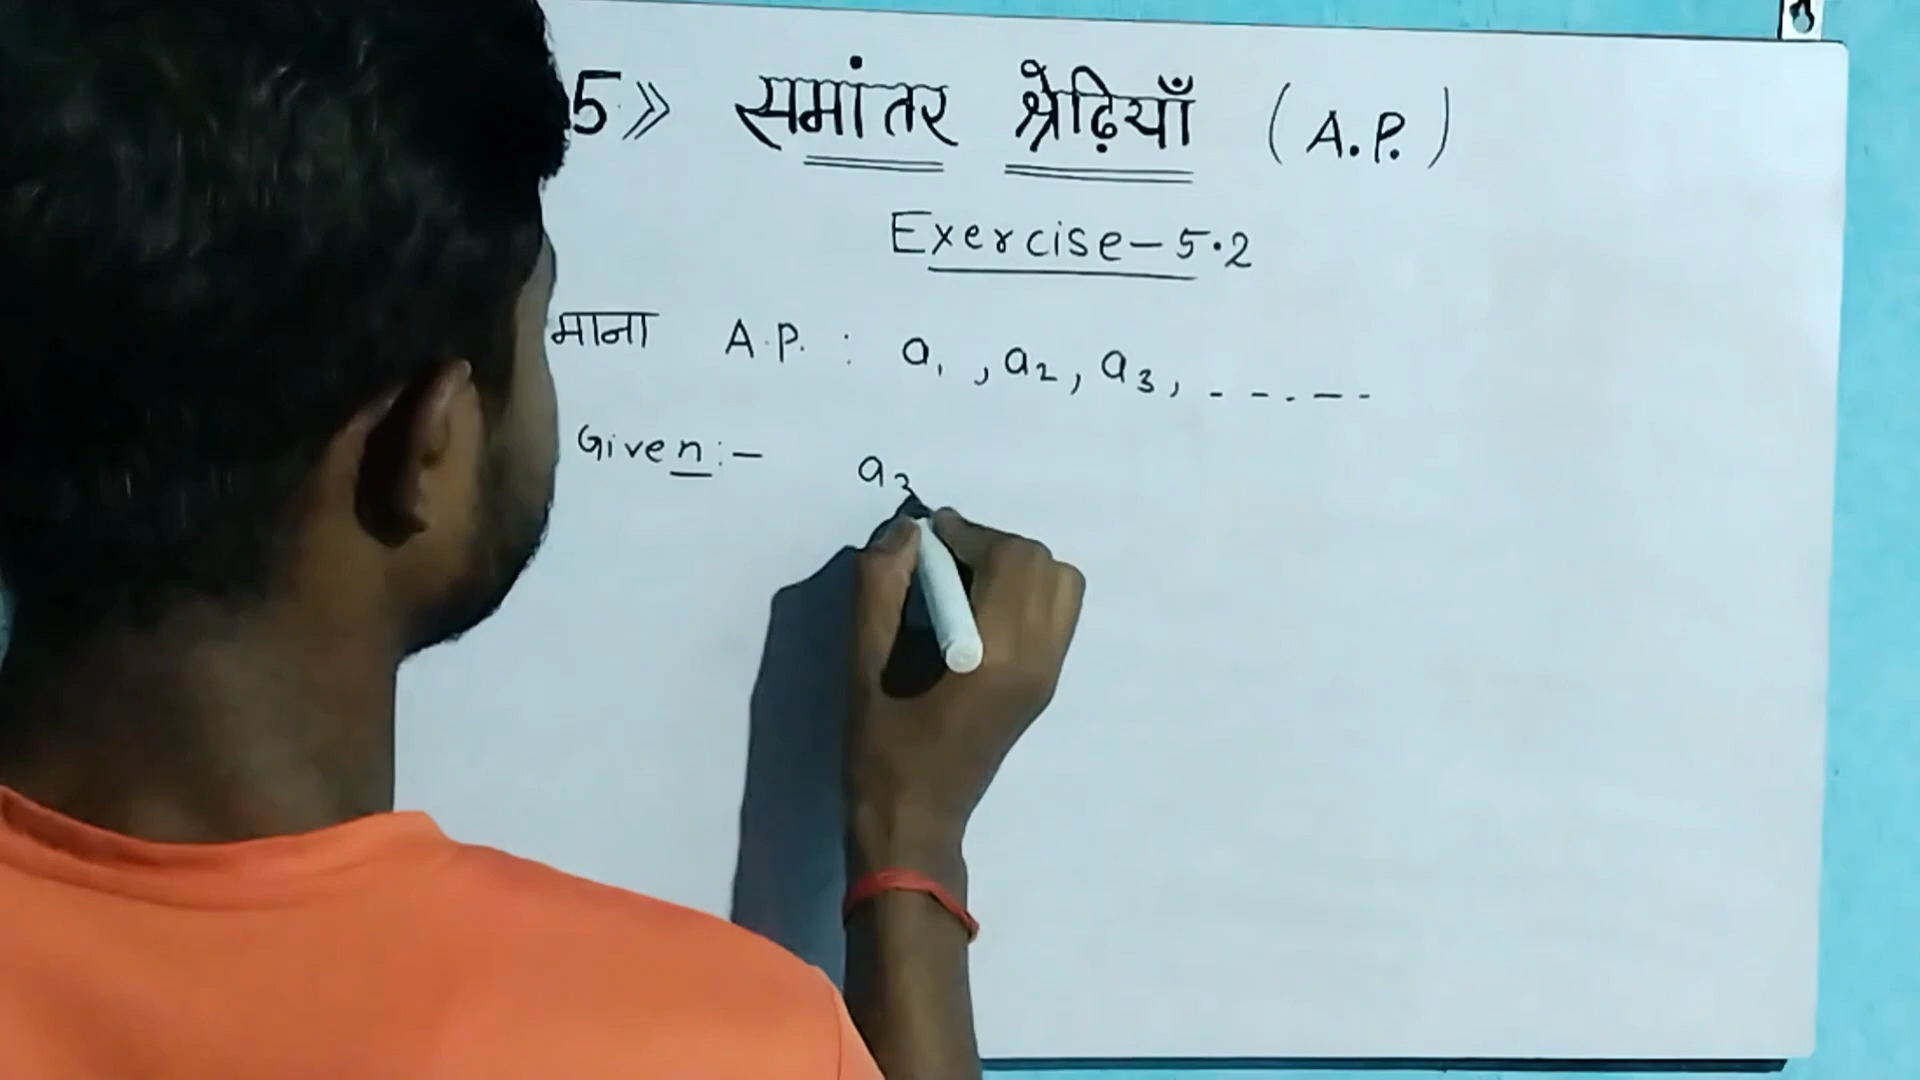 5》 समांतर श्रेढ़ियाँ (A.P.)
Exercise-5.2
माना A.P. : a₁, a₂, a₃, - - - - -
Given:- a₃